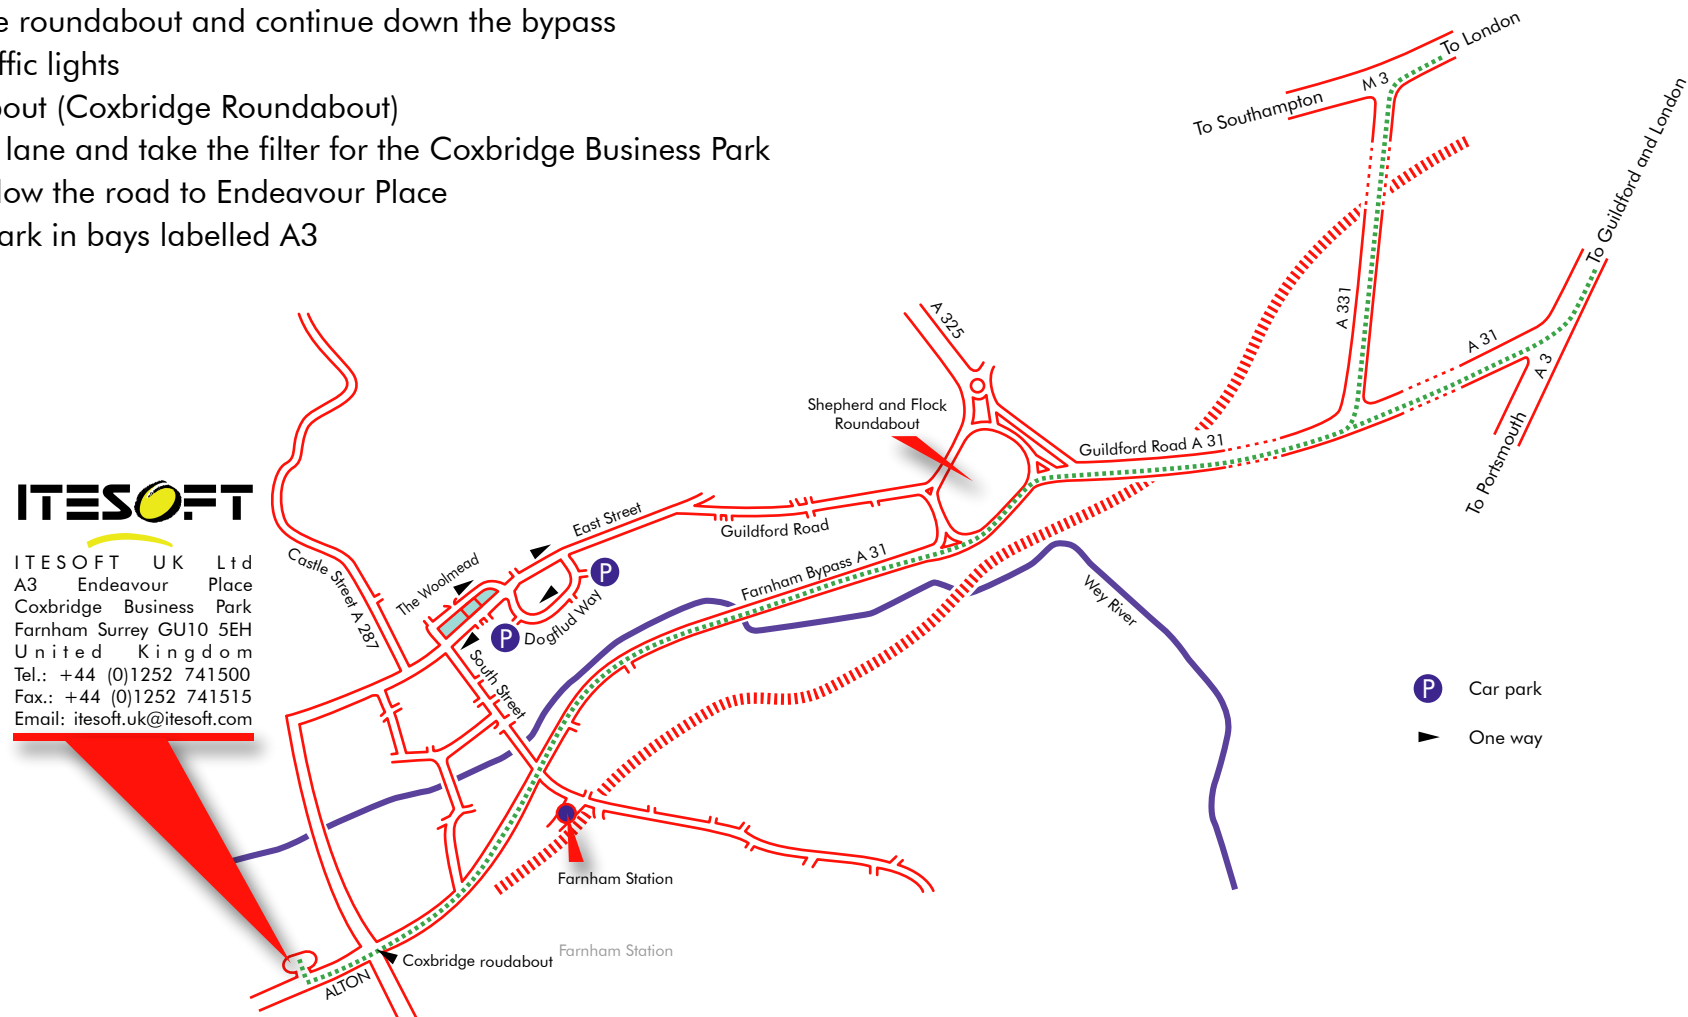 e roundabout and continue down the bypass
ffic lights
out (Coxbridge Roundabout)
lane and take the filter for the Coxbridge Business Park
low the road to Endeavour Place
ark in bays labelled A3
To London
M 3
To Southampton
To Guildford and London
A 331
A 31
A 3
To Portsmouth
A 325
Shepherd and Flock
Roundabout
Guildford Road A 31
East Street
Guildford Road
The Woolmead
Castle Street A 287
P
P
Dogflud Way
Farnham Bypass A 31
Wey River
South Street
ITESOFT
ITESOFT UK Ltd
A3 Endeavour Place
Coxbridge Business Park
Farnham Surrey GU10 5EH
United Kingdom
Tel.: +44 (0)1252 741500
Fax.: +44 (0)1252 741515
Email: itesoft.uk@itesoft.com
P Car park
One way
Farnham Station
Farnham Station
Coxbridge roudabout
ALTON